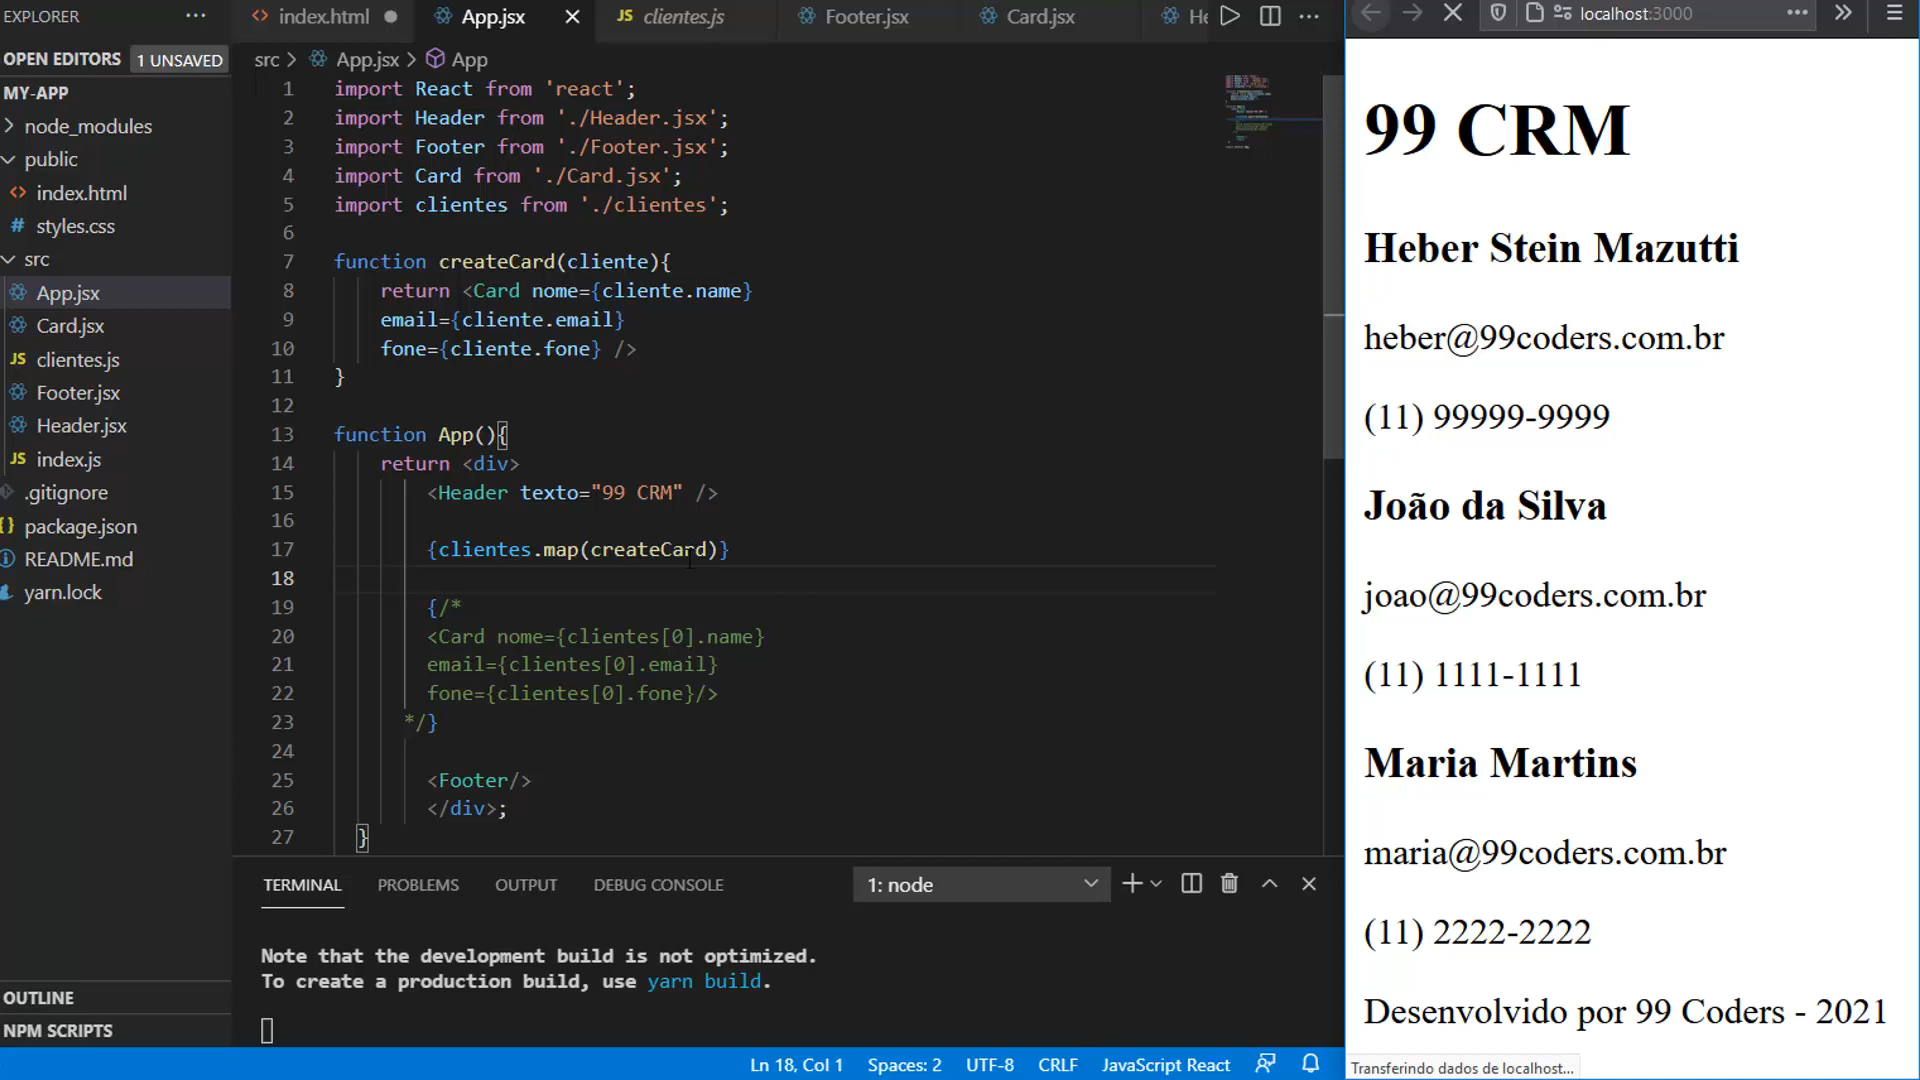 EXPLORER
OPEN EDITORS 1 UNSAVED
MY-APP
node_modules
public
index.html
styles.css
src
App.jsx
Card.jsx
clientes.js
Footer.jsx
Header.jsx
index.js
.gitignore
package.json
README.md
yarn.lock
OUTLINE
NPM SCRIPTS
index.html App.jsx JS clientes.js Footer.jsx Card.jsx He
src > App.jsx > App
1 import React from 'react';
2 import Header from './Header.jsx';
3 import Footer from './Footer.jsx';
4 import Card from './Card.jsx';
5 import clientes from './clientes';
6
7 function createCard(cliente){
8 return <Card nome={cliente.name}
9 email={cliente.email}
10 fone={cliente.fone} />
11 }
12
13 function App(){
14 return <div>
15 <Header texto="99 CRM" />
16
17 {clientes.map(createCard)}
18
19 {/*
20 <Card nome={clientes[0].name}
21 email={clientes[0].email}
22 fone={clientes[0].fone}/>
23 */}
24
25 <Footer/>
26 </div>;
27 }
TERMINAL PROBLEMS OUTPUT DEBUG CONSOLE 1: node
Note that the development build is not optimized.
To create a production build, use yarn build.
Ln 18, Col 1 Spaces: 2 UTF-8 CRLF JavaScript React
localhost:3000
99 CRM
Heber Stein Mazutti
heber@99coders.com.br
(11) 99999-9999
João da Silva
joao@99coders.com.br
(11) 1111-1111
Maria Martins
maria@99coders.com.br
(11) 2222-2222
Desenvolvido por 99 Coders - 2021
Transferindo dados de localhost...